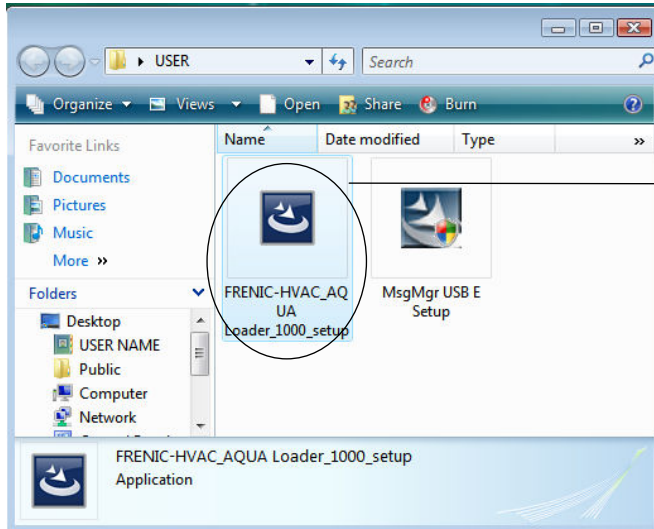 USER
Search
Organize Views Open Share Burn
Favorite Links
Documents
Pictures
Music
More »
Folders
Desktop
USER NAME
Public
Computer
Network
Name Date modified Type »
FRENIC-HVAC_AQ
UA
Loader_1000_setup
MsgMgr USB E
Setup
FRENIC-HVAC_AQUA Loader_1000_setup
Application